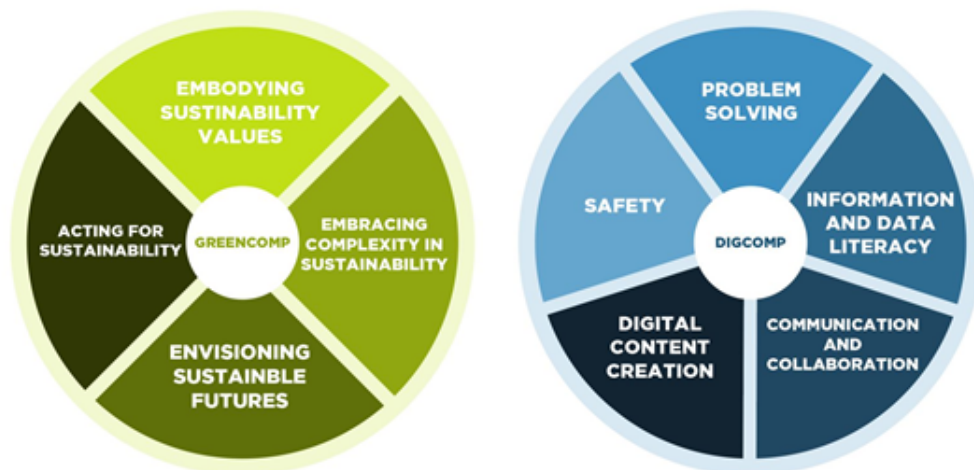 EMBODYING
SUSTINABILITY
VALUES
ACTING FOR
SUSTAINABILITY
GREENCOMP
EMBRACING
COMPLEXITY IN
SUSTAINABILITY
ENVISIONING
SUSTAINBLE
FUTURES
PROBLEM
SOLVING
SAFETY
DIGCOMP
INFORMATION
AND DATA
LITERACY
DIGITAL
CONTENT
CREATION
COMMUNICATION
AND
COLLABORATION